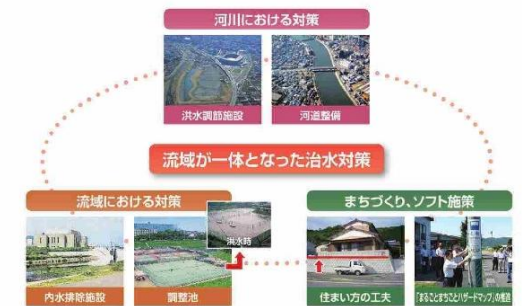 河川における対策
洪水調節施設
河道整備
流域が一体となった治水対策
流域における対策
洪水時
内水排除施設
調整池
まちづくり、ソフト施策
住まい方の工夫
「まるごとまちごとハザードマップ」の推進